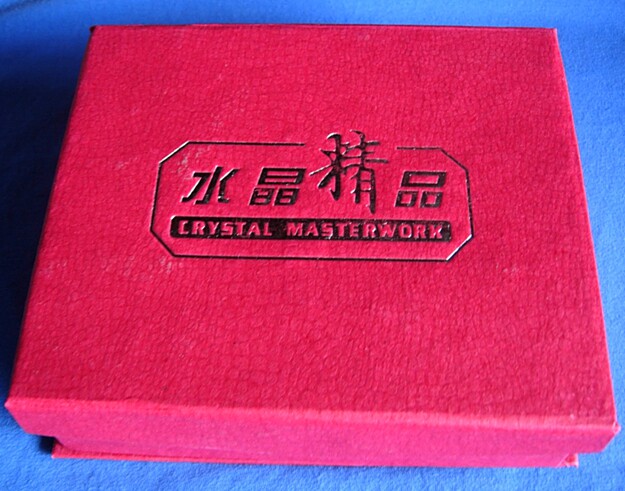 水晶精品
CRYSTAL MASTERWORK